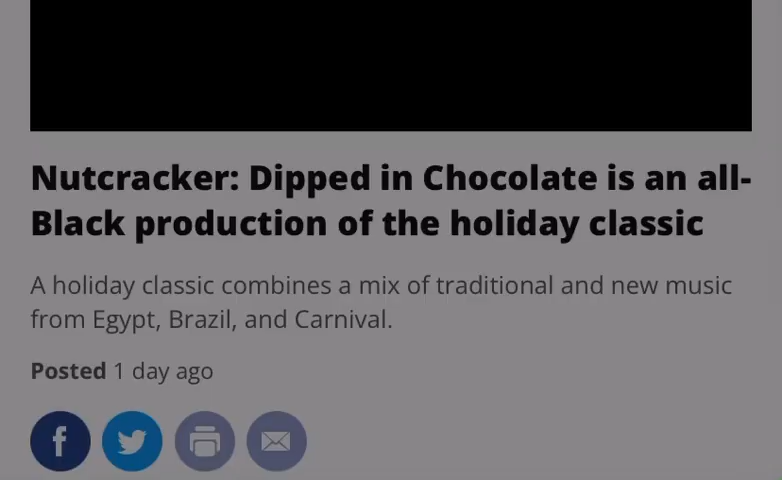 Nutcracker: Dipped in Chocolate is an all-
Black production of the holiday classic
A holiday classic combines a mix of traditional and new music
from Egypt, Brazil, and Carnival.
Posted 1 day ago